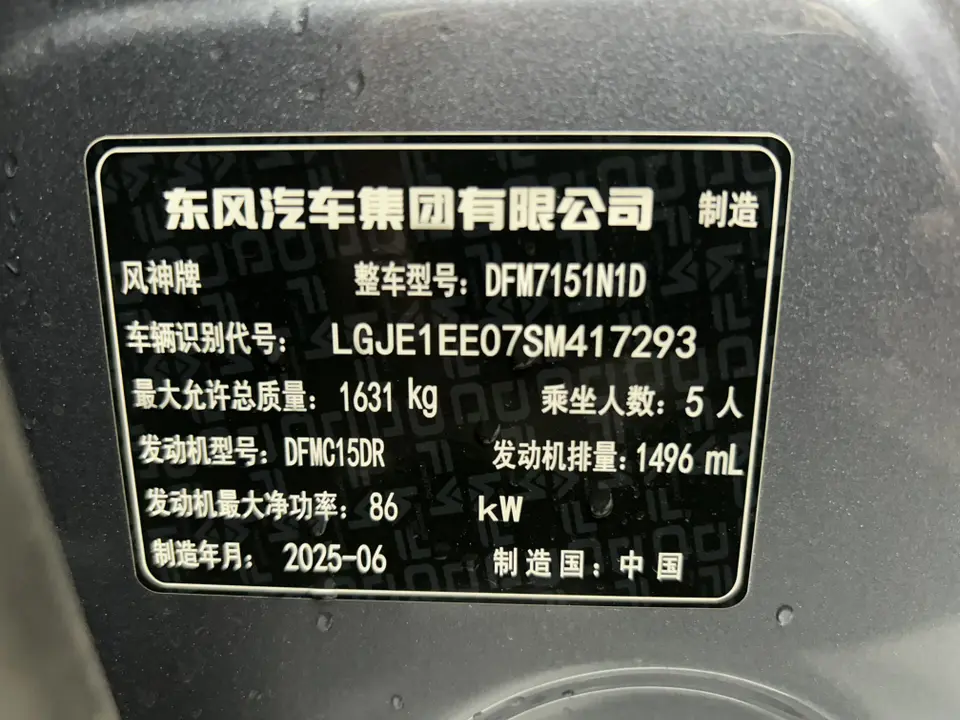 东风汽车集团有限公司 制造
风神牌 整车型号：DFM7151N1D
车辆识别代号： LGJE1EE07SM417293
最大允许总质量：1631 kg 乘坐人数：5 人
发动机型号：DFMC15DR 发动机排量：1496 mL
发动机最大净功率：86 kW
制造年月： 2025-06 制造国：中国